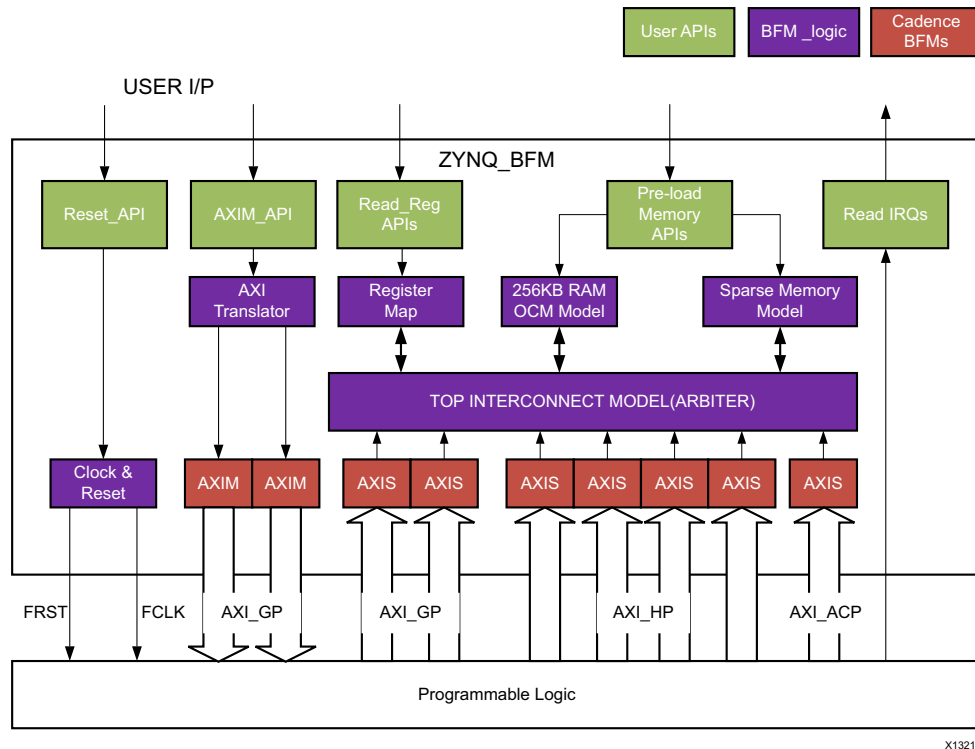 User APIs
BFM _logic
Cadence
BFMs
USER I/P
ZYNQ_BFM
Reset_API
AXIM_API
Read_Reg
APIs
Pre-load
Memory
APIs
Read IRQs
AXI
Translator
Register
Map
256KB RAM
OCM Model
Sparse Memory
Model
TOP INTERCONNECT MODEL(ARBITER)
Clock &
Reset
AXIM
AXIM
AXIS
AXIS
AXIS
AXIS
AXIS
AXIS
AXIS
FRST
FCLK
AXI_GP
AXI_GP
AXI_HP
AXI_ACP
Programmable Logic
X1321